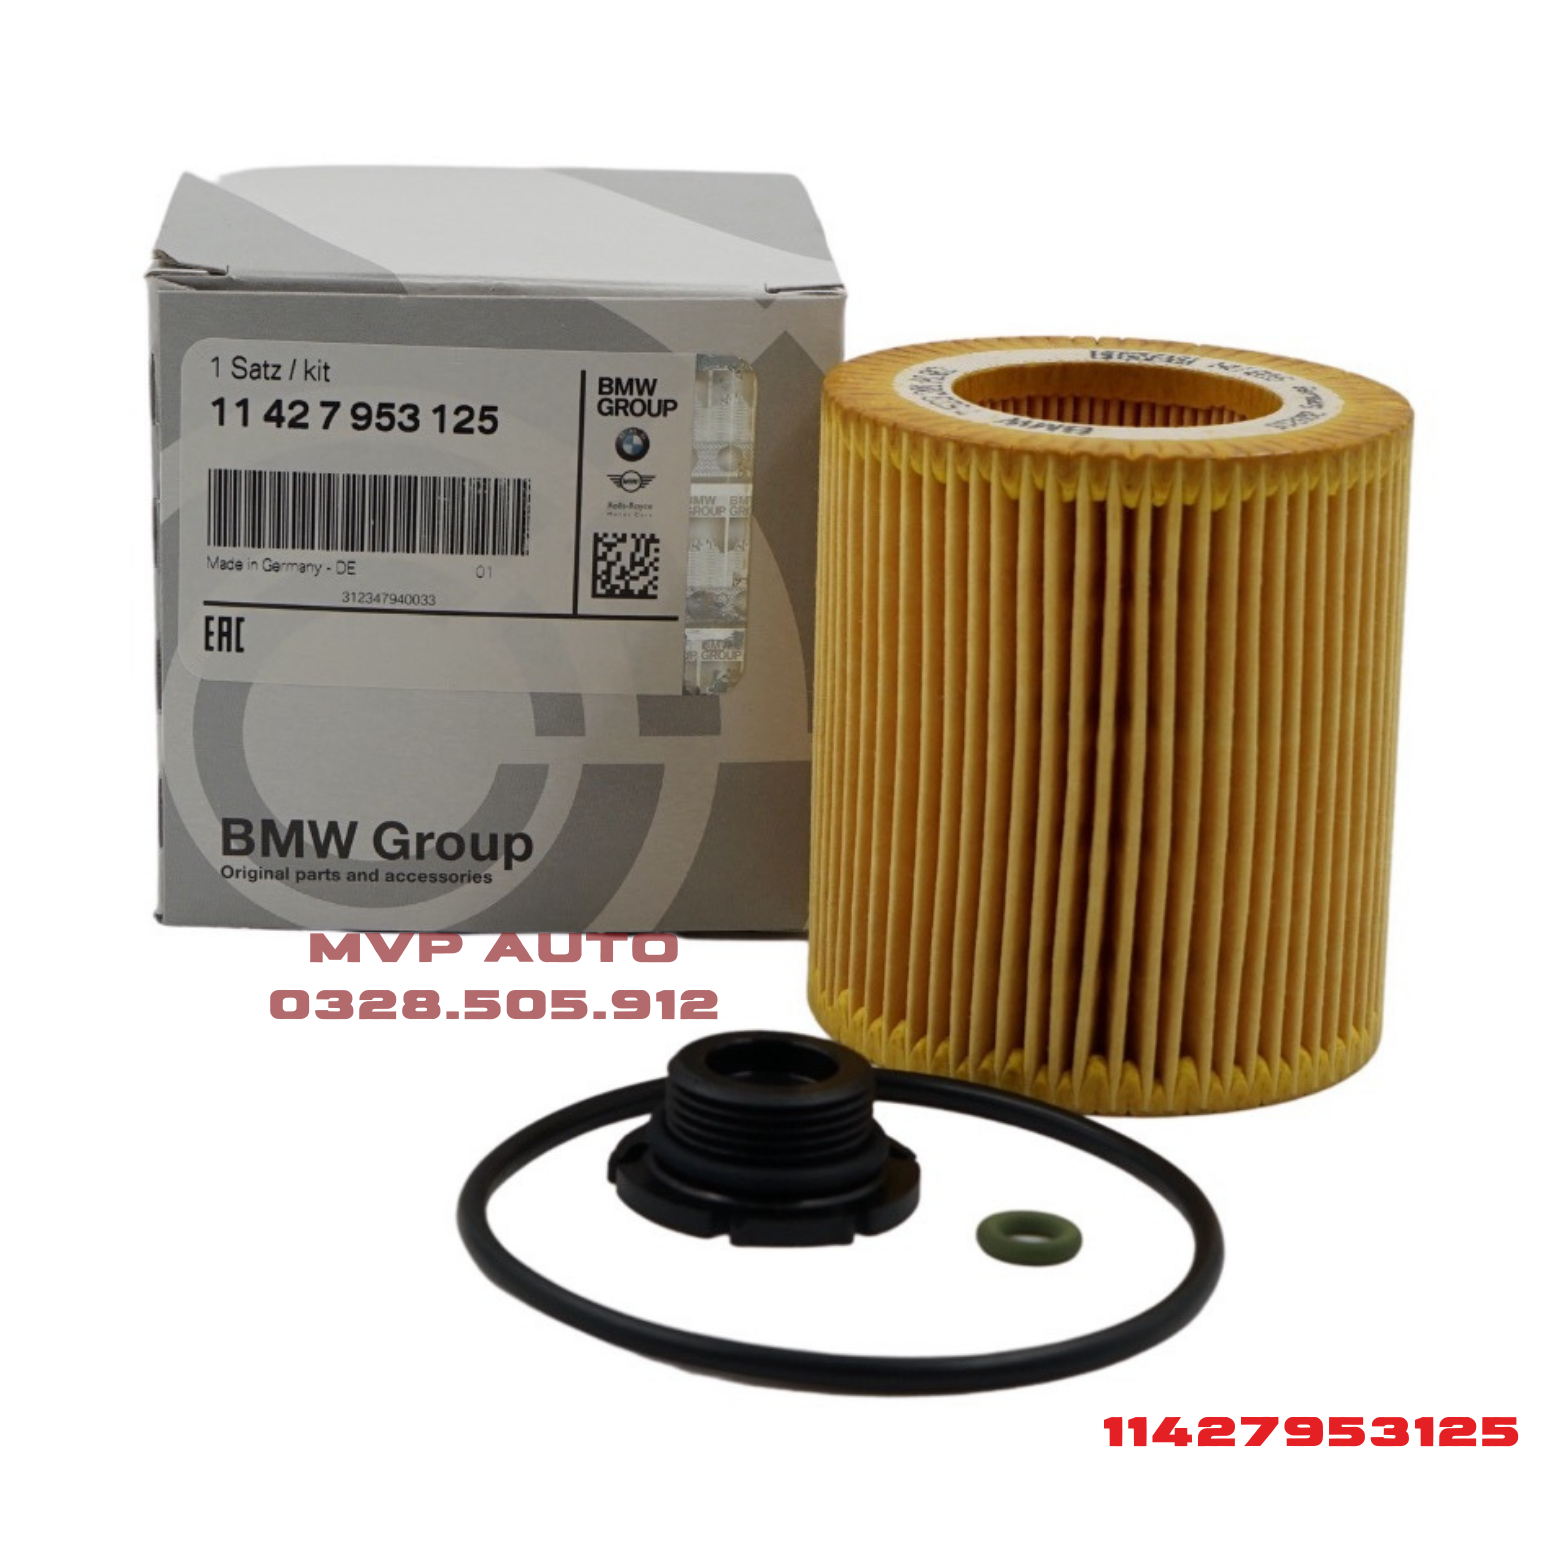 1 Satz / kit
11 42 7 953 125
BMW
GROUP
Rolls-Royce
Motor Cars
Made in Germany - DE
01
312347940033
EAC
BMW Group
Original parts and accessories
BMW
MVP AUTO
0328.505.912
11427953125